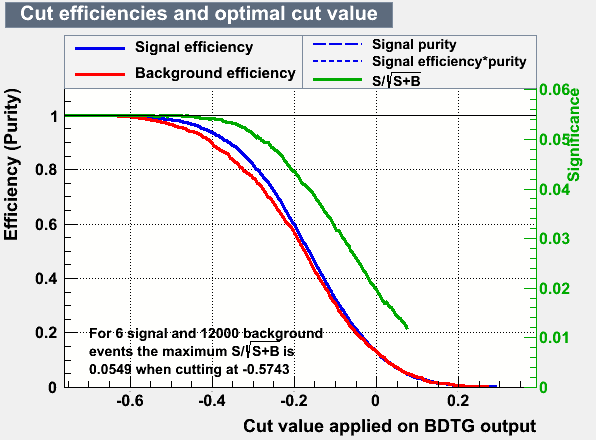 Cut efficiencies and optimal cut value
Signal efficiency
Background efficiency
Signal purity
Signal efficiency*purity
S/√S+B
Efficiency (Purity)
1
0.8
0.6
0.4
0.2
0
0.06
0.05
0.04
0.03
0.02
0.01
0
Significance
For 6 signal and 12000 background
events the maximum S/√S+B is
0.0549 when cutting at -0.5743
-0.6 -0.4 -0.2 0 0.2
Cut value applied on BDTG output